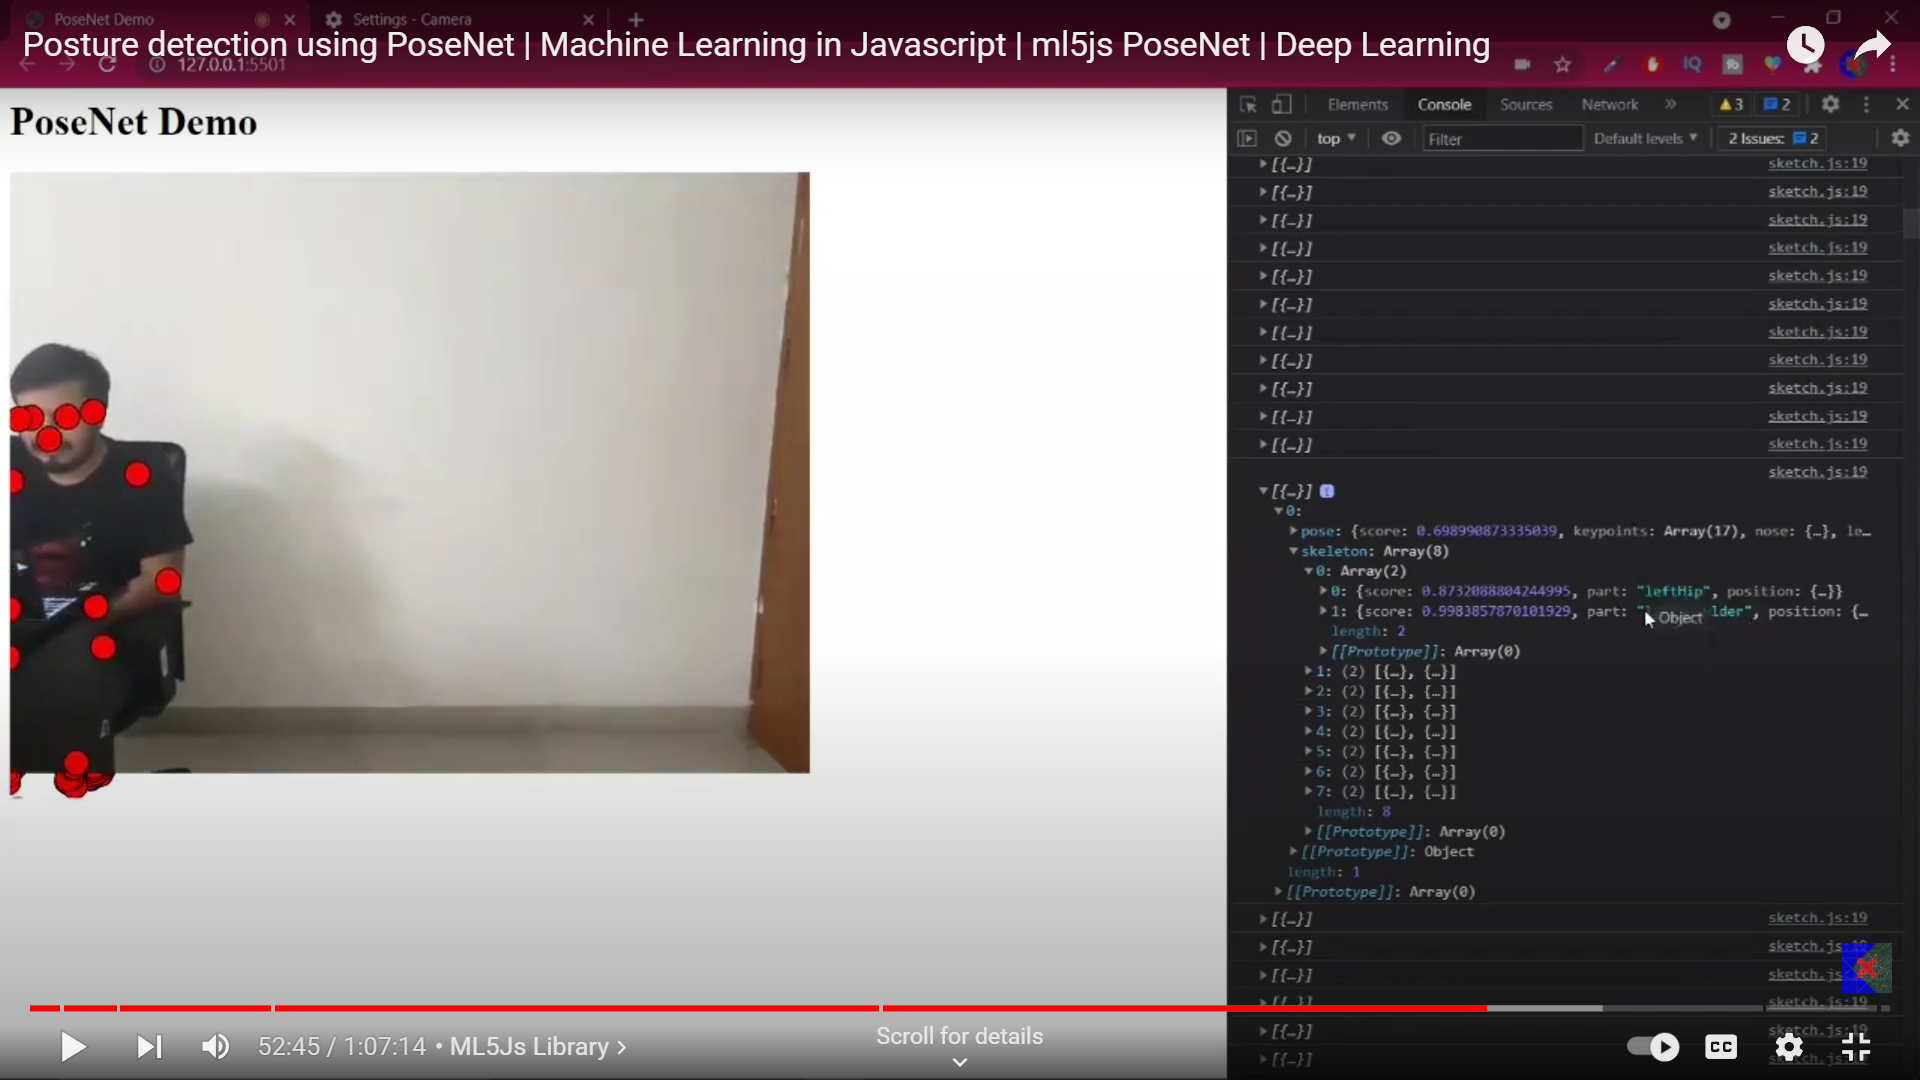 PoseNet Demo
Settings - Camera
Posture detection using PoseNet | Machine Learning in Javascript | ml5js PoseNet | Deep Learning
127.0.0.1:5501
PoseNet Demo
Elements Console Sources Network » 3 2
top Filter Default levels 2 Issues: 2
[{…}] sketch.js:19
[{…}] sketch.js:19
[{…}] sketch.js:19
[{…}] sketch.js:19
[{…}] sketch.js:19
[{…}] sketch.js:19
[{…}] sketch.js:19
[{…}] sketch.js:19
[{…}] sketch.js:19
[{…}] sketch.js:19
[{…}] sketch.js:19
sketch.js:19
[{…}] i
0:
pose: {score: 0.698990873335039, keypoints: Array(17), nose: {…}, le…
skeleton: Array(8)
0: Array(2)
0: {score: 0.8732088804244995, part: "leftHip", position: {…}}
1: {score: 0.9983857870101929, part: "l lder", position: {…
Object
length: 2
[[Prototype]]: Array(0)
1: (2) [{…}, {…}]
2: (2) [{…}, {…}]
3: (2) [{…}, {…}]
4: (2) [{…}, {…}]
5: (2) [{…}, {…}]
6: (2) [{…}, {…}]
7: (2) [{…}, {…}]
length: 8
[[Prototype]]: Array(0)
[[Prototype]]: Object
length: 1
[[Prototype]]: Array(0)
[{…}] sketch.js:19
[{…}] sketch.js:19
[{…}] sketch.js:19
[{…}] sketch.js:19
[{…}] sketch.js:19
[{…}] sketch.js:19
52:45 / 1:07:14 • ML5Js Library
Scroll for details
CC